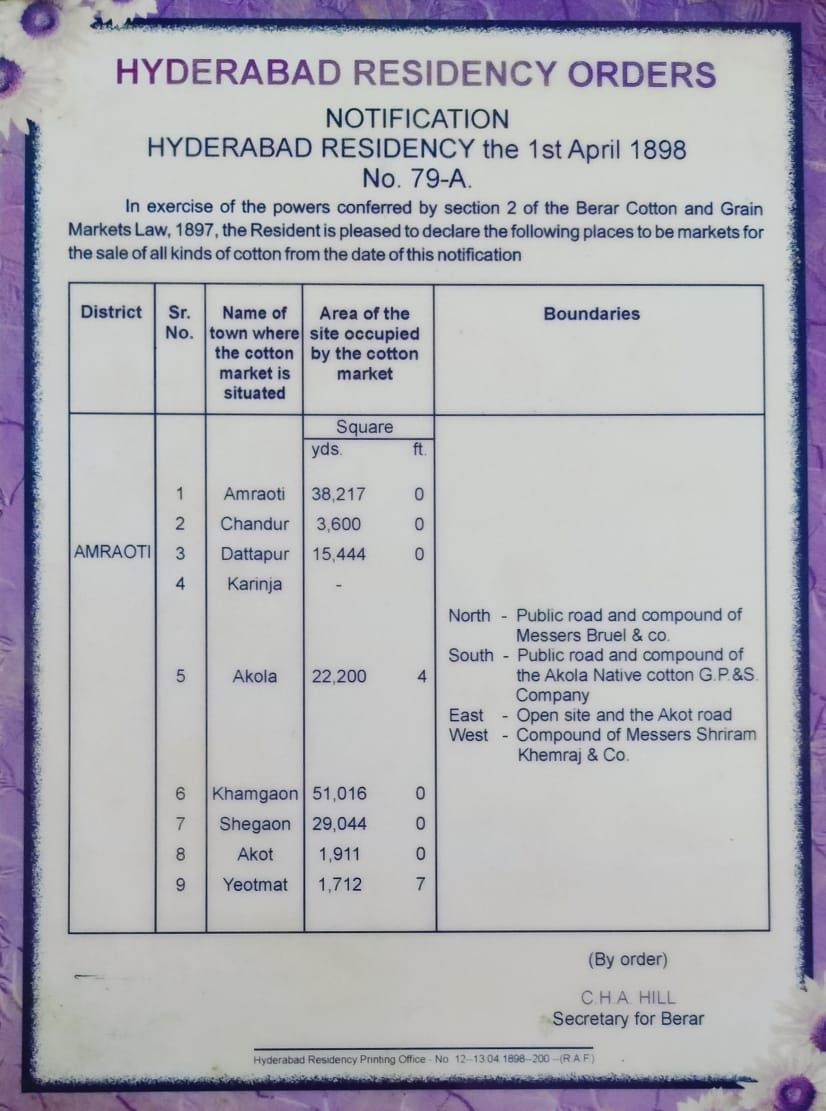 HYDERABAD RESIDENCY ORDERS
NOTIFICATION
HYDERABAD RESIDENCY the 1st April 1898
No. 79-A.
In exercise of the powers conferred by section 2 of the Berar Cotton and Grain
Markets Law, 1897, the Resident is pleased to declare the following places to be markets for
the sale of all kinds of cotton from the date of this notification
District Sr. No. Name of town where the cotton market is situated Area of the site occupied by the cotton market Boundaries
Square
yds. ft.
1 Amraoti 38,217 0
2 Chandur 3,600 0
AMRAOTI 3 Dattapur 15,444 0
4 Karinja -
North - Public road and compound of
Messers Bruel & co.
South - Public road and compound of
5 Akola 22,200 4 the Akola Native cotton G.P.&S.
Company
East - Open site and the Akot road
West - Compound of Messers Shriram
Khemraj & Co.
6 Khamgaon 51,016 0
7 Shegaon 29,044 0
8 Akot 1,911 0
9 Yeotmat 1,712 7
(By order)
C.H.A. HILL
Secretary for Berar
Hyderabad Residency Printing Office - No. 12--13.04.1898--200 --(R.A.F.)